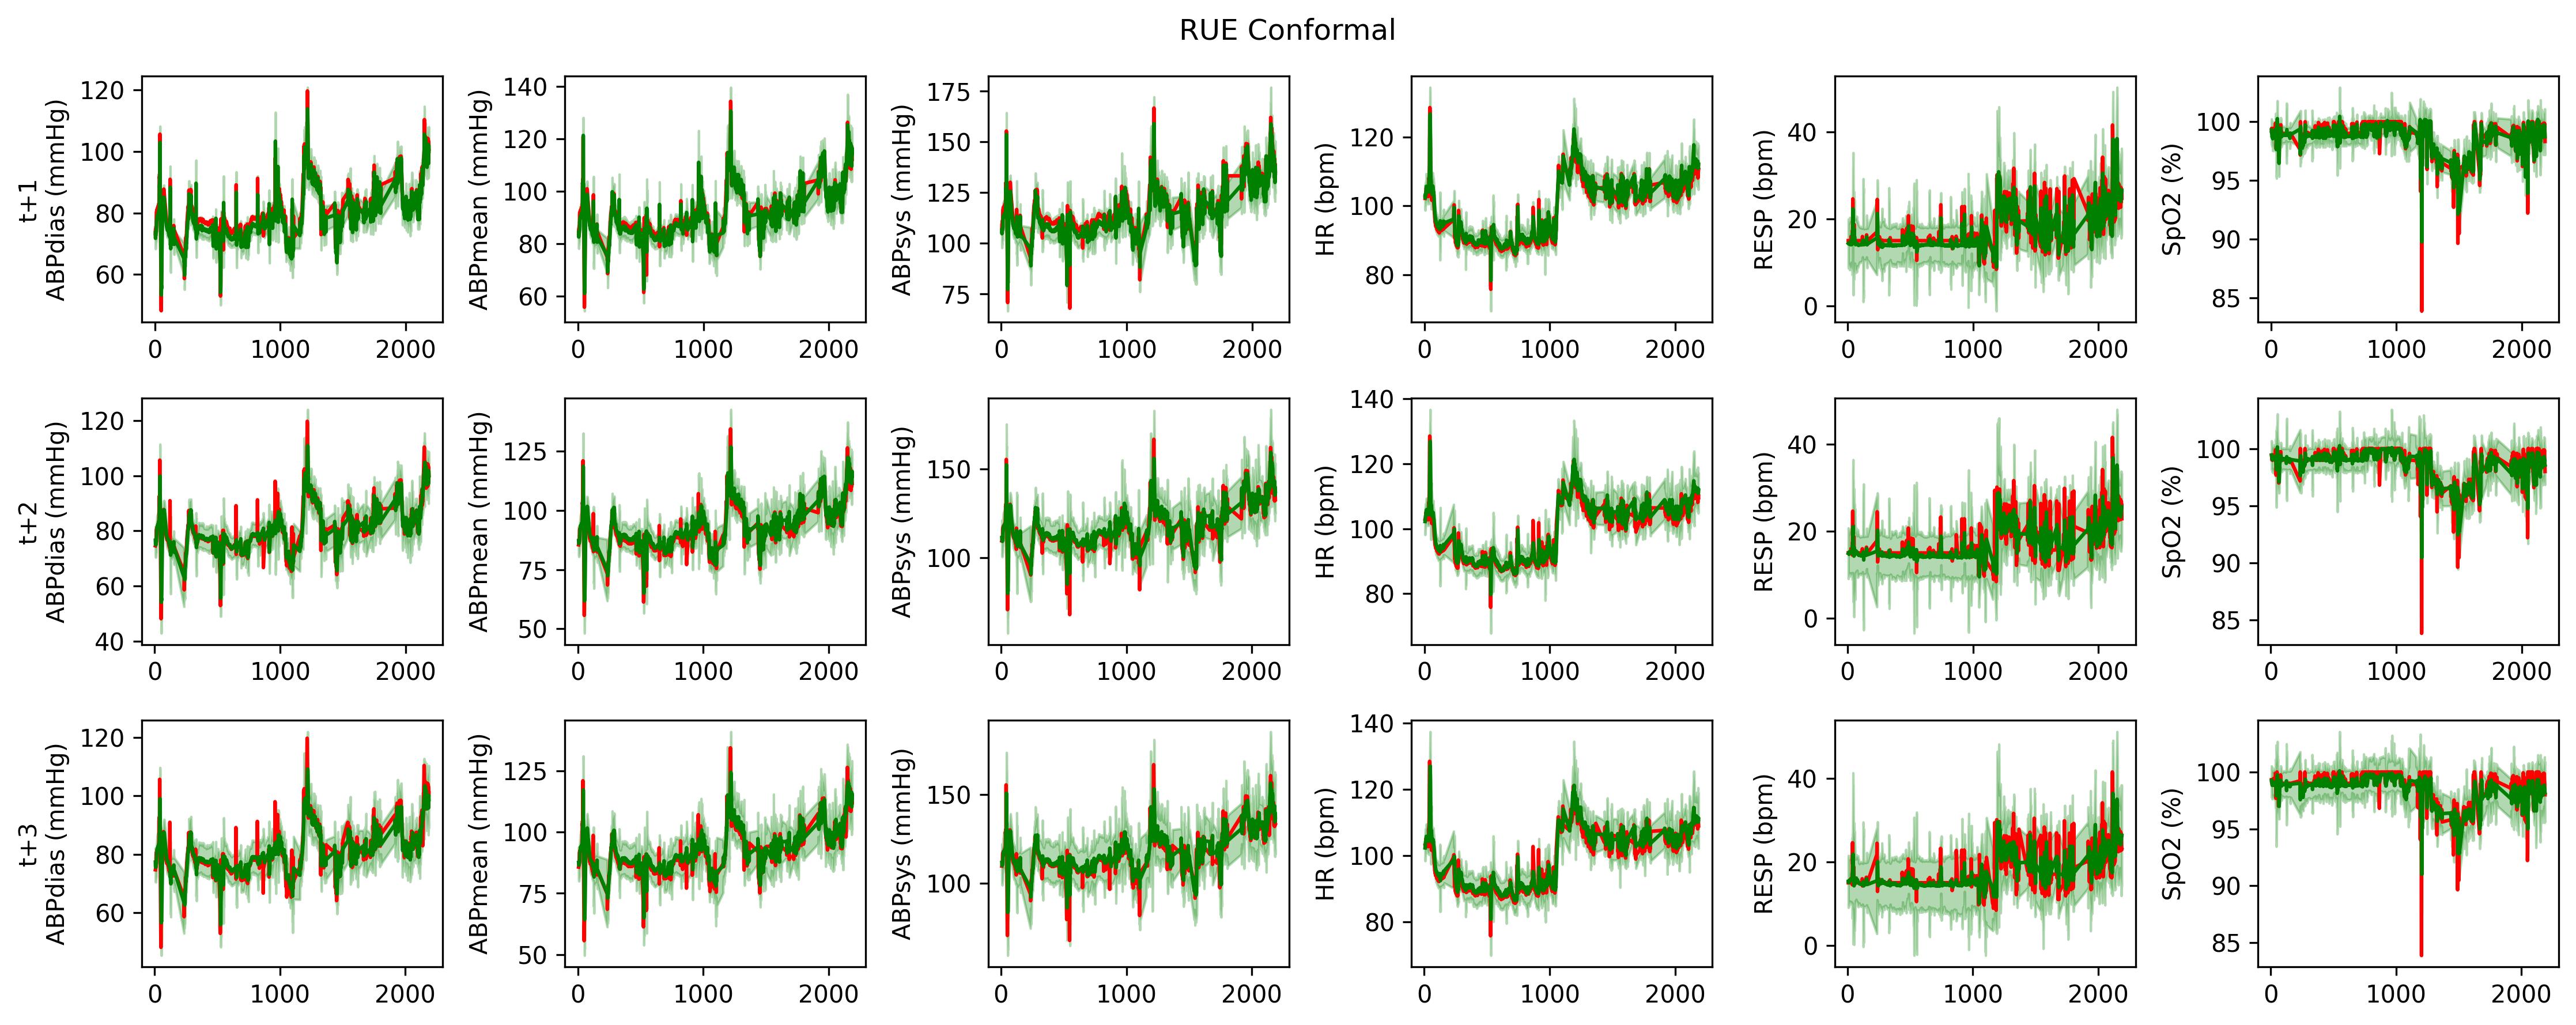 RUE Conformal
t+1
ABPdias (mmHg)
120
100
80
60
0 1000 2000
ABPmean (mmHg)
140
120
100
80
60
0 1000 2000
ABPsys (mmHg)
175
150
125
100
75
0 1000 2000
HR (bpm)
120
100
80
0 1000 2000
RESP (bpm)
40
20
0
0 1000 2000
SpO2 (%)
100
95
90
85
0 1000 2000
t+2
ABPdias (mmHg)
120
100
80
60
40
0 1000 2000
ABPmean (mmHg)
125
100
75
50
0 1000 2000
ABPsys (mmHg)
150
100
0 1000 2000
HR (bpm)
140
120
100
80
0 1000 2000
RESP (bpm)
40
20
0
0 1000 2000
SpO2 (%)
100
95
90
85
0 1000 2000
t+3
ABPdias (mmHg)
120
100
80
60
0 1000 2000
ABPmean (mmHg)
125
100
75
50
0 1000 2000
ABPsys (mmHg)
150
100
0 1000 2000
HR (bpm)
140
120
100
80
0 1000 2000
RESP (bpm)
40
20
0
0 1000 2000
SpO2 (%)
100
95
90
85
0 1000 2000